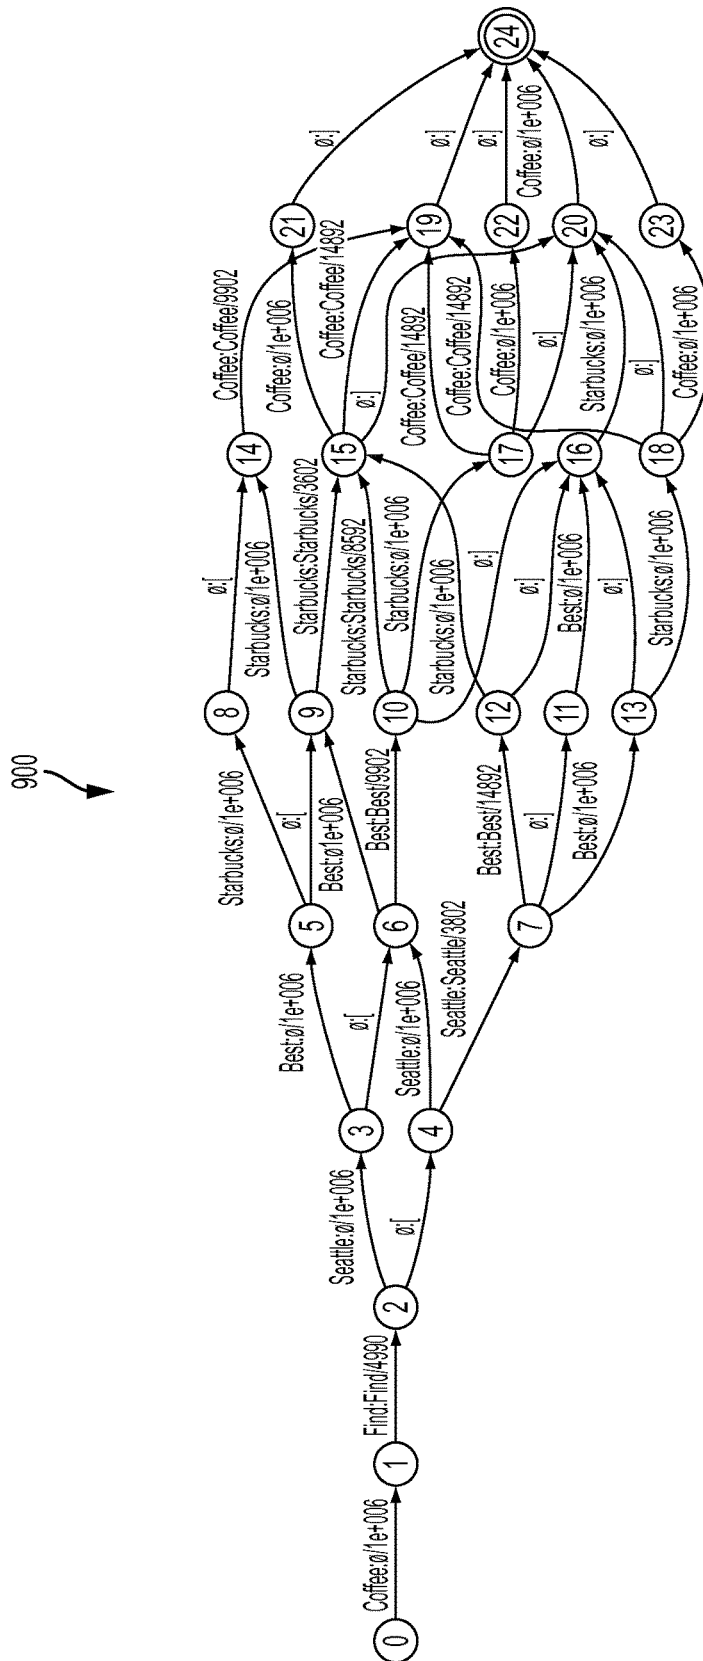 900
0
Coffee:ø/1e+006
1
Find:Find/4990
2
Seattle:ø/1e+006
ø:[
3
4
Best:ø/1e+006
ø:[
Seattle:ø/1e+006
Seattle:Seattle/3802
5
6
7
Starbucks:ø/1e+006
ø:[
Best:ø1e+006
Best:Best/9902
Best:Best/14892
ø:]
Best:ø/1e+006
8
9
10
12
11
13
ø:[
Starbucks:ø/1e+006
Starbucks:Starbucks/3602
Starbucks:Starbucks/8592
Starbucks:ø/1e+006
Starbucks:ø/1e+006
ø:]
ø:]
Best:ø/1e+006
ø:]
Starbucks:ø/1e+006
14
15
17
16
18
Coffee:Coffee/9902
Coffee:ø/1e+006
Coffee:Coffee/14892
ø:]
Coffee:Coffee/14892
Coffee:Coffee/14892
Coffee:ø/1e+006
ø:]
Starbucks:ø/1e+006
ø:]
Coffee:ø/1e+006
21
19
22
20
23
ø:]
ø:]
ø:]
Coffee:ø/1e+006
ø:]
24